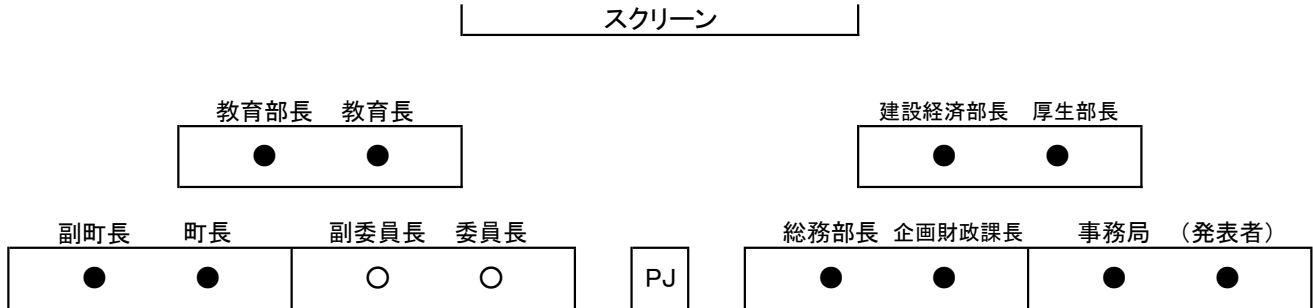 スクリーン
教育部長 教育長 建設経済部長 厚生部長
● ● ● ●
副町長 町長 副委員長 委員長 総務部長 企画財政課長 事務局 （発表者）
● ● ○ ○ PJ ● ● ● ●